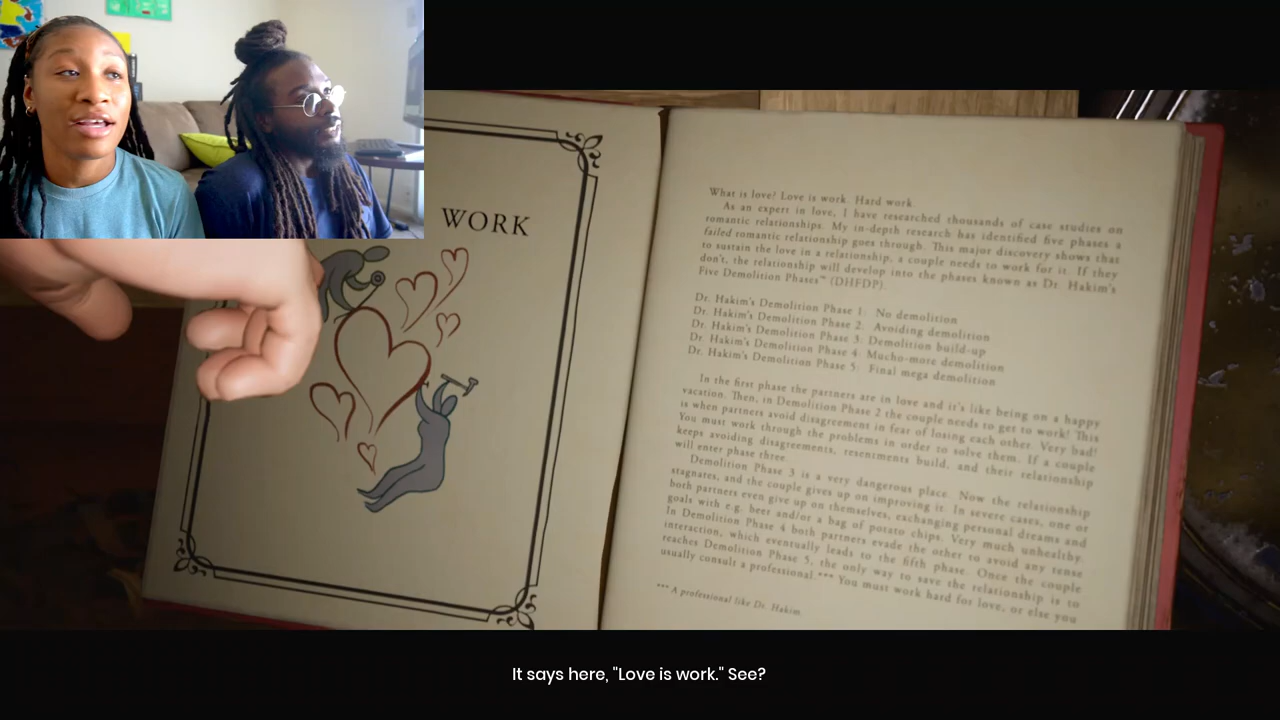 WORK
What is love? Love is work. Hard work
As an expert in love, I have researched thousands of case studies on
romantic relationships. My in-depth research has identified five phases a
failed romantic relationship goes through. This major discovery shows that
to sustain the love in a relationship, a couple needs to work for it. If they
don't, the relationship will develop into the phases known as Dr. Hakim's
Five Demolition Phases™ (DHFDP).
Dr. Hakim's Demolition Phase 1: No demolition
Dr. Hakim's Demolition Phase 2: Avoiding demolition
Dr. Hakim's Demolition Phase 3: Demolition build-up
Dr. Hakim's Demolition Phase 4: Mucho-more demolition
Dr. Hakim's Demolition Phase 5: Final mega demolition
In the first phase the partners are in love and it's like being on a happy
vacation. Then, in Demolition Phase 2 the couple needs to get to work! This
is when partners avoid disagreement in fear of losing each other. Very bad!
You must work through the problems in order to solve them. If a couple
keeps avoiding disagreements, resentments build, and their relationship
will enter phase three.
Demolition Phase 3 is a very dangerous place. Now the relationship
stagnates, and the couple gives up on improving it. In severe cases, one or
both partners even give up on themselves, exchanging personal dreams and
goals with e.g. beer and/or a bag of potato chips. Very much unhealthy.
In Demolition Phase 4 both partners evade the other to avoid any tense
interaction, which eventually leads to the fifth phase. Once the couple
reaches Demolition Phase 5, the only way to save the relationship is to
usually consult a professional.*** You must work hard for love, or else you
*** A professional like Dr. Hakim.
It says here, "Love is work." See?